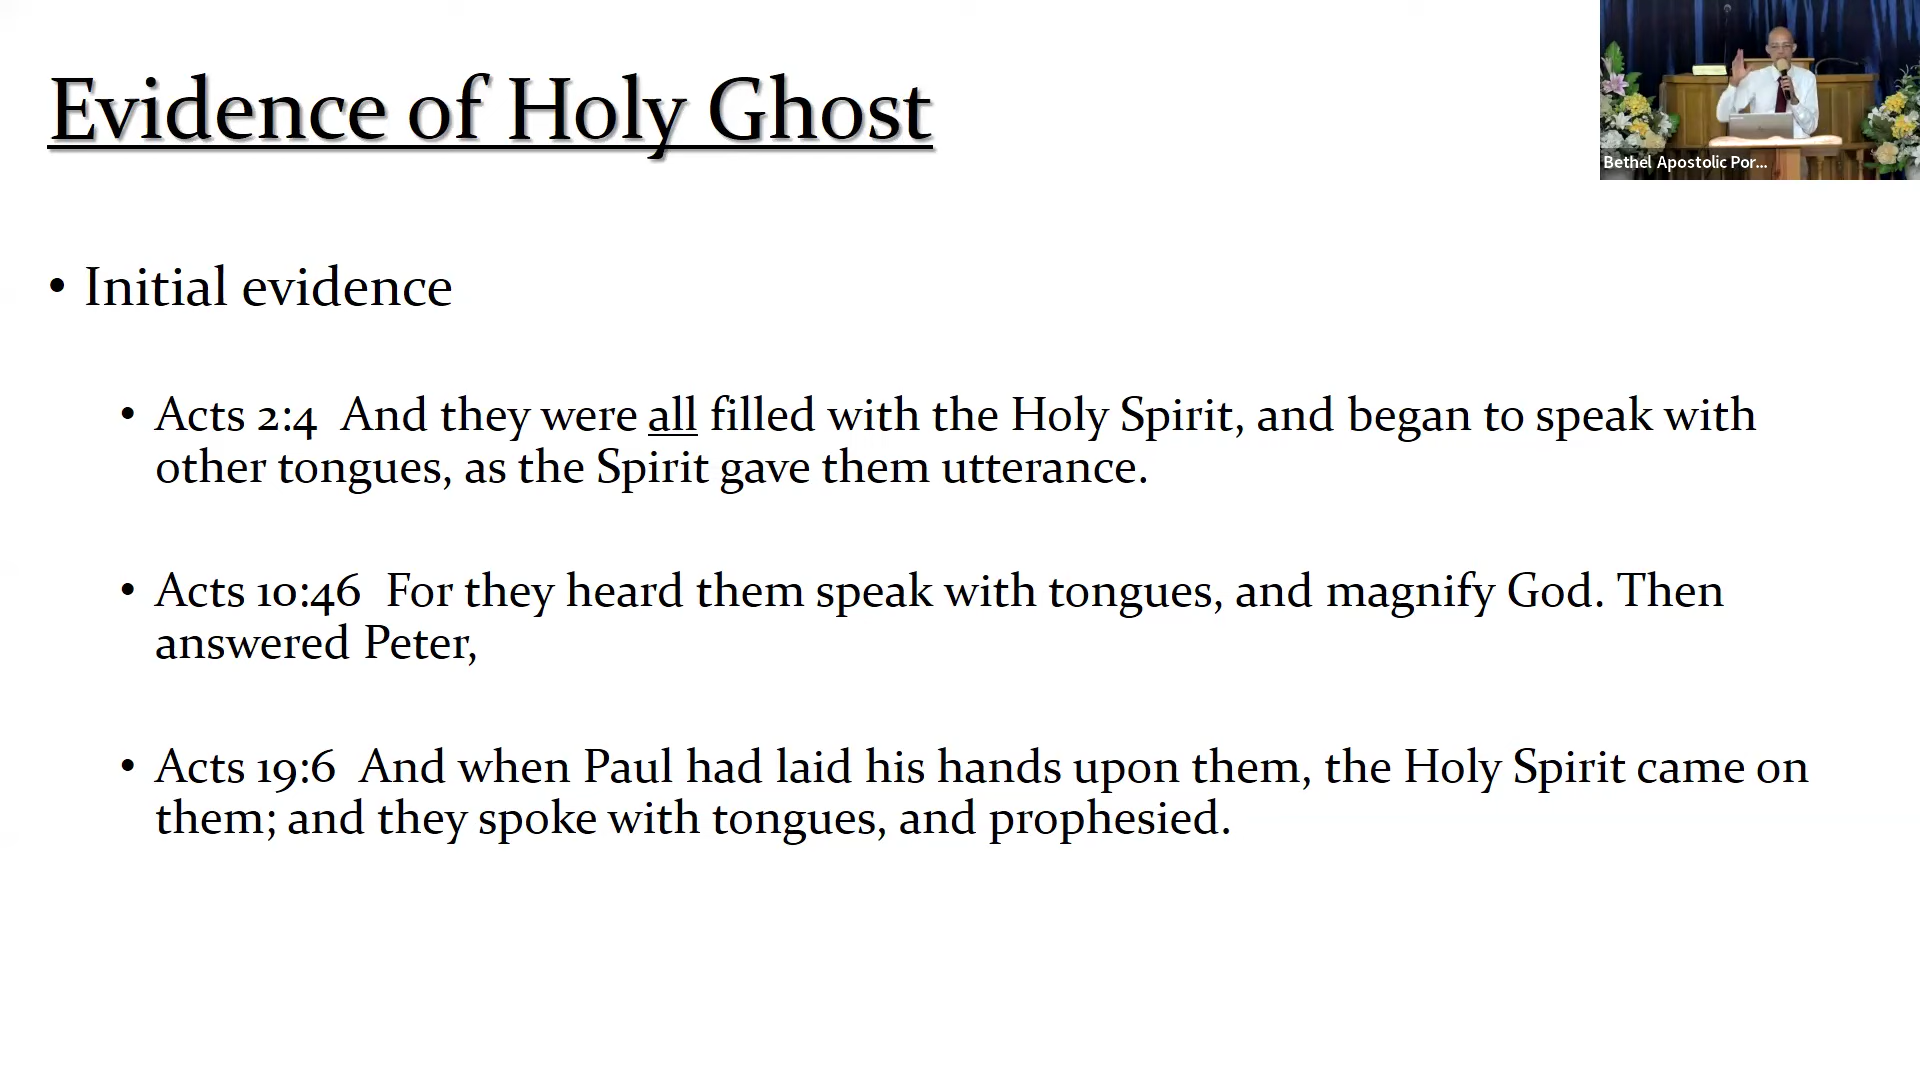 Evidence of Holy Ghost
Bethel Apostolic Por...
• Initial evidence
• Acts 2:4 And they were all filled with the Holy Spirit, and began to speak with
other tongues, as the Spirit gave them utterance.
• Acts 10:46 For they heard them speak with tongues, and magnify God. Then
answered Peter,
• Acts 19:6 And when Paul had laid his hands upon them, the Holy Spirit came on
them; and they spoke with tongues, and prophesied.